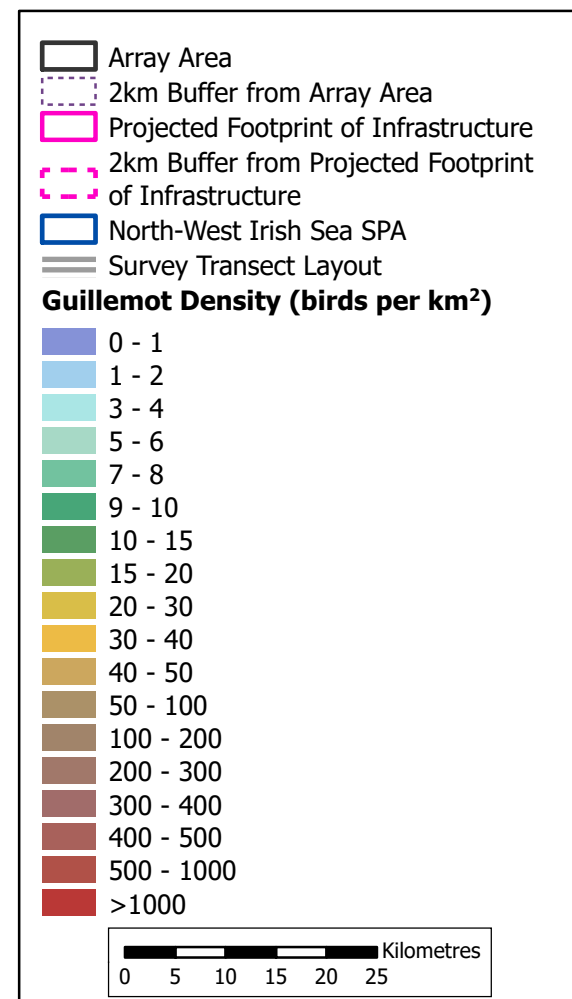 Array Area
2km Buffer from Array Area
Projected Footprint of Infrastructure
2km Buffer from Projected Footprint
of Infrastructure
North-West Irish Sea SPA
Survey Transect Layout
Guillemot Density (birds per km²)
0 - 1
1 - 2
3 - 4
5 - 6
7 - 8
9 - 10
10 - 15
15 - 20
20 - 30
30 - 40
40 - 50
50 - 100
100 - 200
200 - 300
300 - 400
400 - 500
500 - 1000
>1000
Kilometres
0 5 10 15 20 25